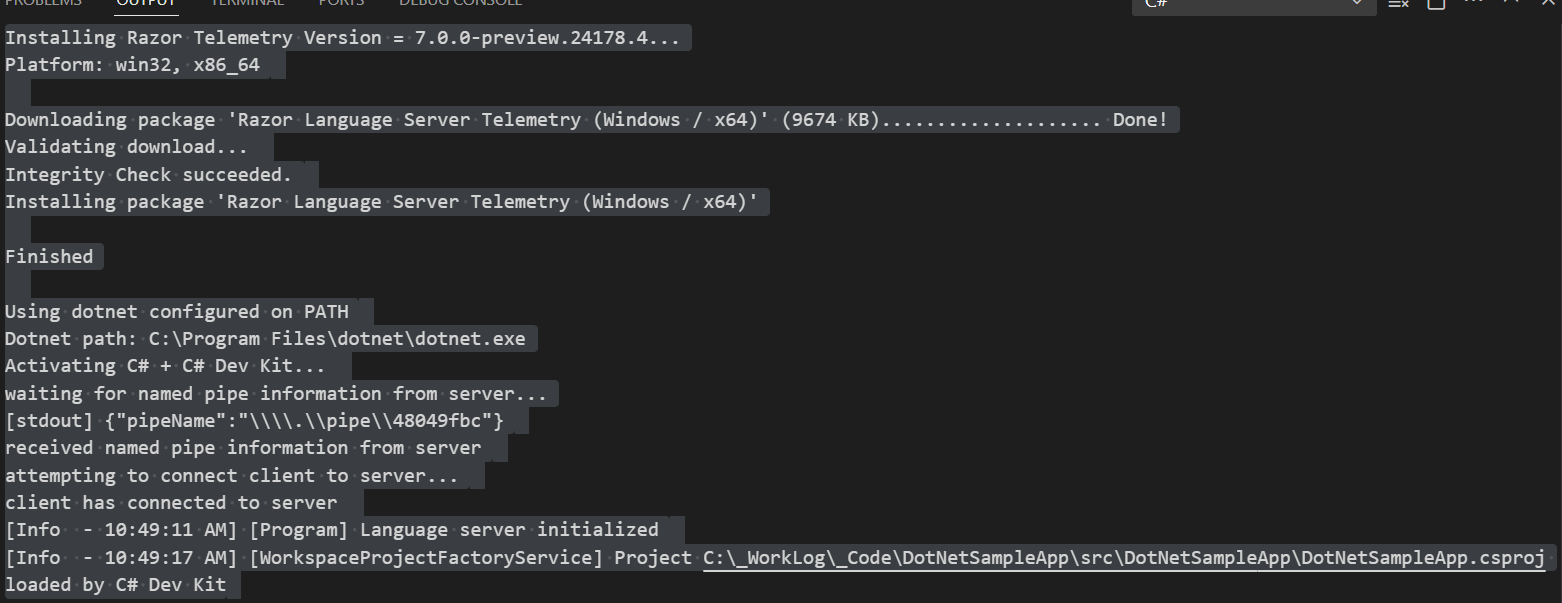 PROBLEMS OUTPUT TERMINAL PORTS DEBUG CONSOLE C#
Installing Razor Telemetry Version = 7.0.0-preview.24178.4...
Platform: win32, x86_64
Downloading package 'Razor Language Server Telemetry (Windows / x64)' (9674 KB).................... Done!
Validating download...
Integrity Check succeeded.
Installing package 'Razor Language Server Telemetry (Windows / x64)'
Finished
Using dotnet configured on PATH
Dotnet path: C:\Program Files\dotnet\dotnet.exe
Activating C# + C# Dev Kit...
waiting for named pipe information from server...
[stdout] {"pipeName":"\\\\.\\pipe\\48049fbc"}
received named pipe information from server
attempting to connect client to server...
client has connected to server
[Info  - 10:49:11 AM] [Program] Language server initialized
[Info  - 10:49:17 AM] [WorkspaceProjectFactoryService] Project C:\_WorkLog\_Code\DotNetSampleApp\src\DotNetSampleApp\DotNetSampleApp.csproj
loaded by C# Dev Kit